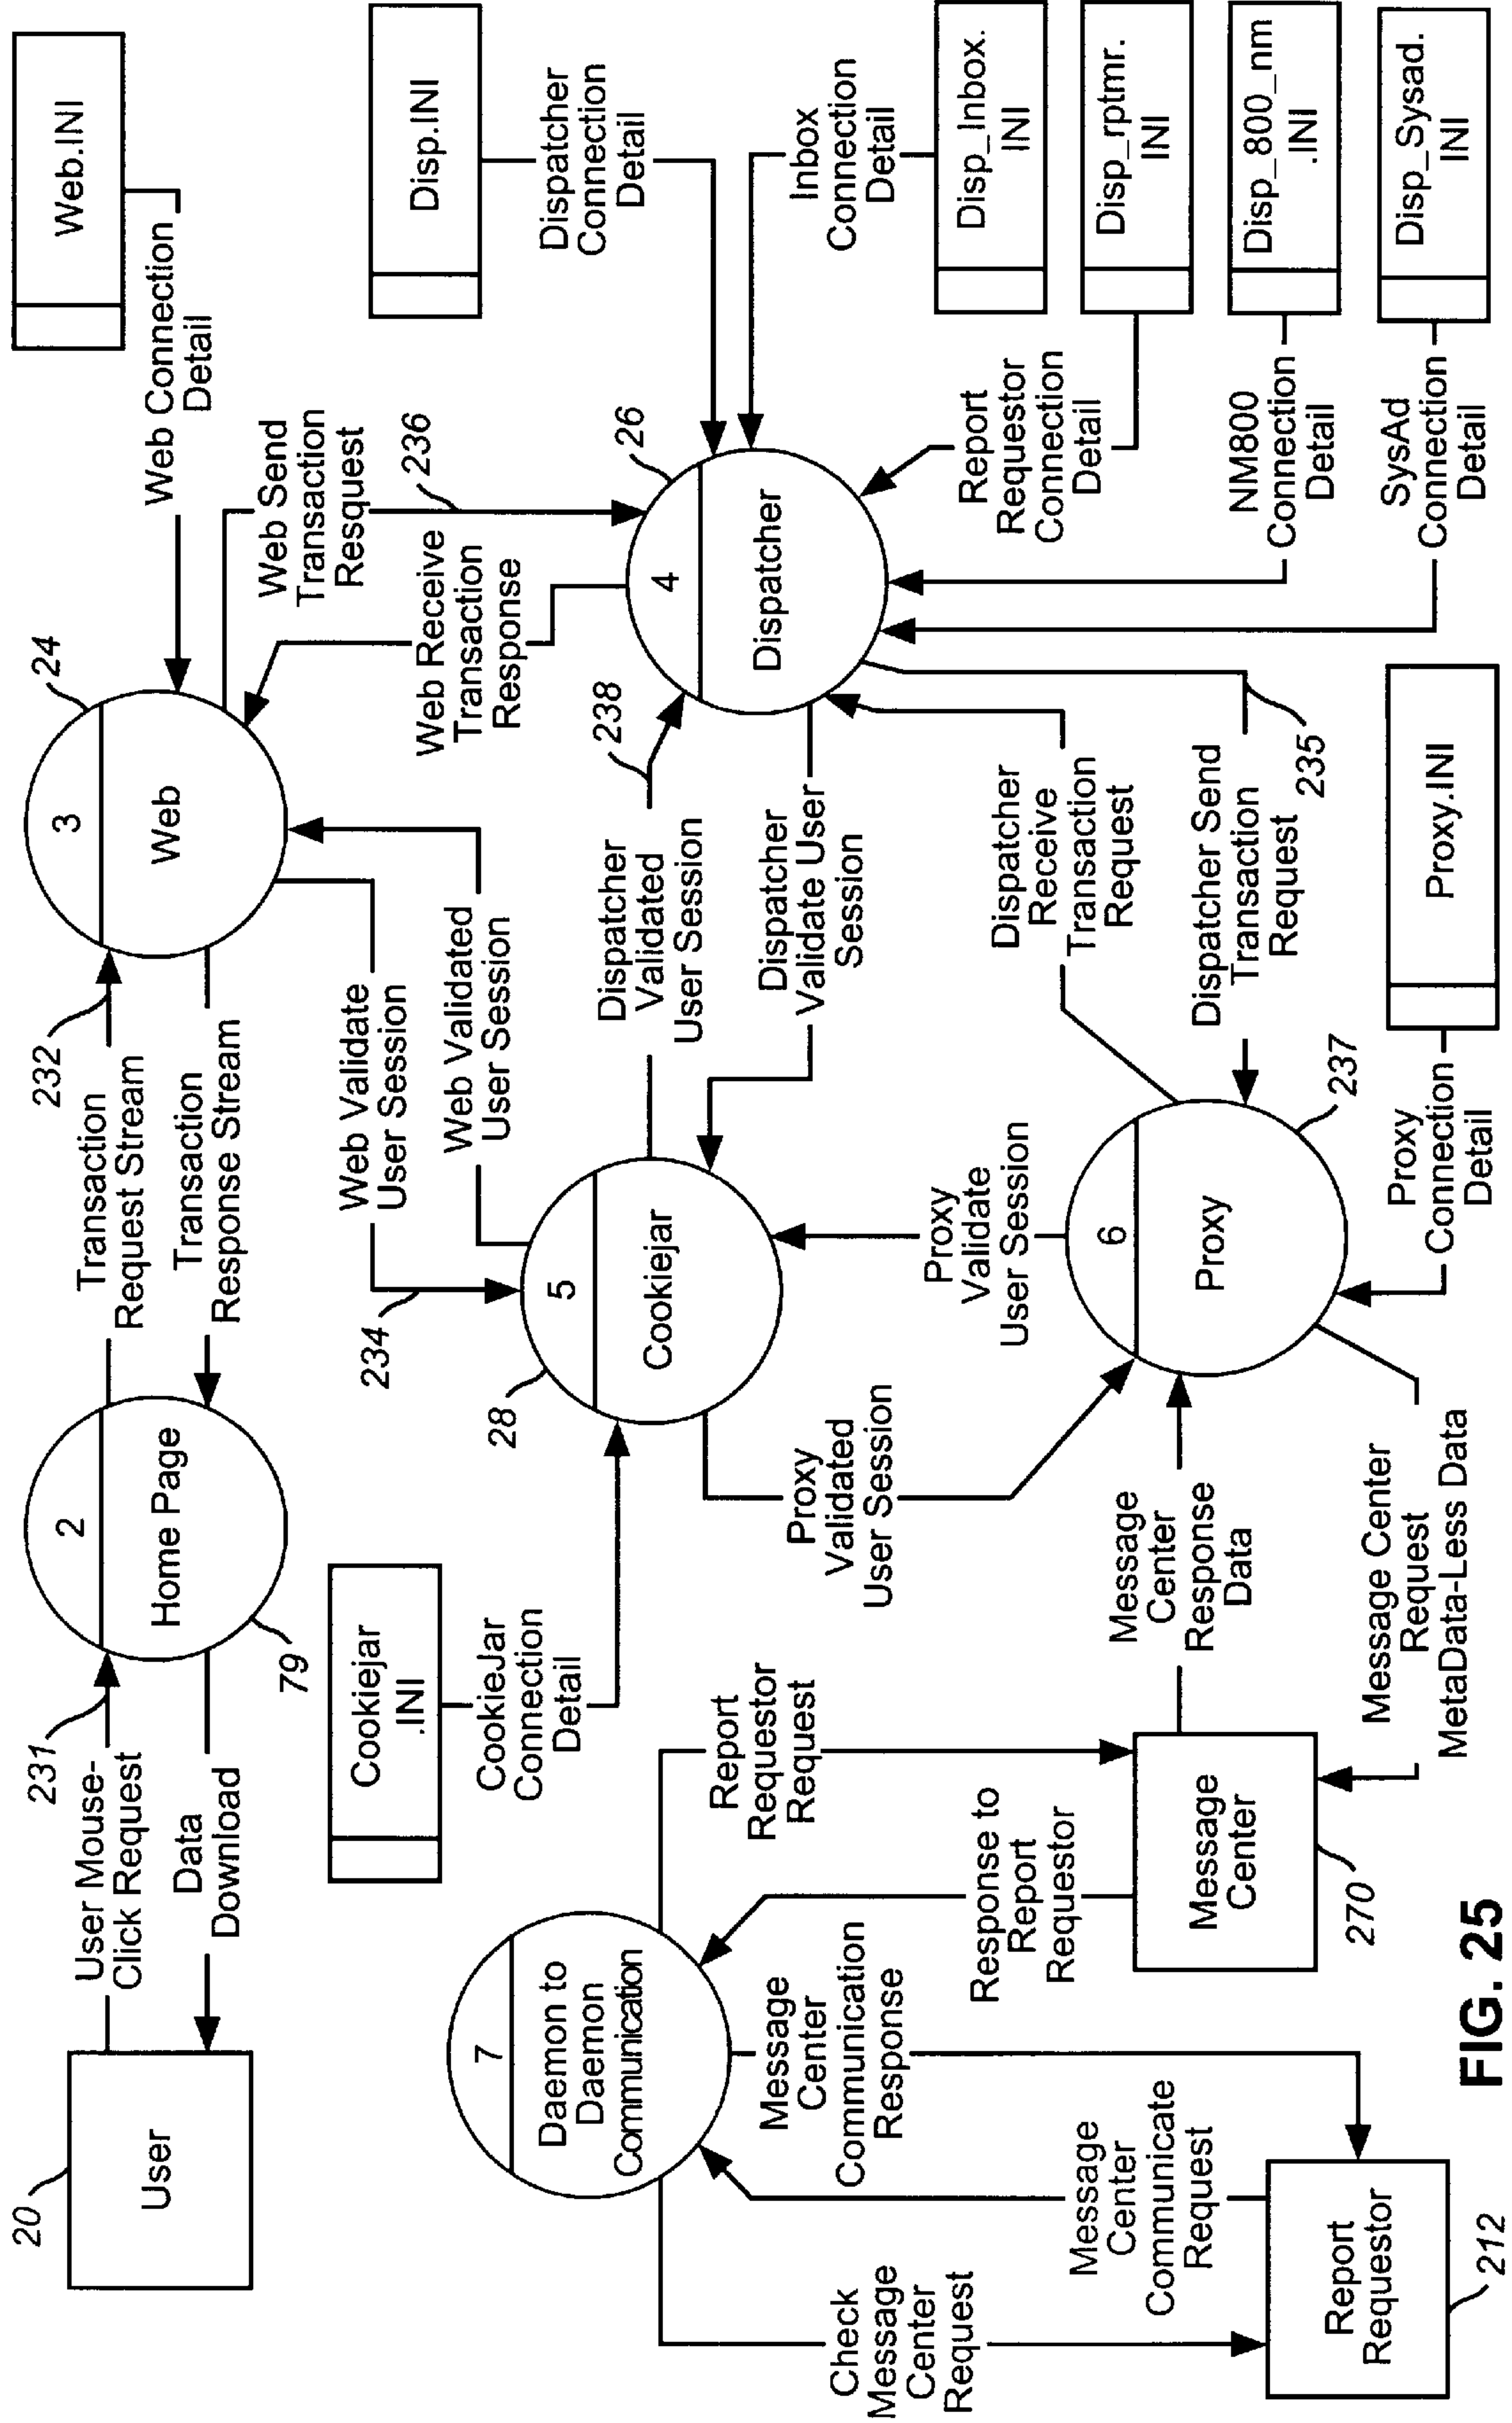 20
User
User Mouse-
Click Request
231
Data
Download
2
Home Page
79
Transaction
Request Stream
232
Transaction
Response Stream
3
Web
24
Web Connection
Detail
Web.INI
Web Validate
User Session
234
Web Validated
User Session
Web Send
Transaction
Resquest
236
Web Receive
Transaction
Response
Disp.INI
Dispatcher
Connection
Detail
Cookiejar
.INI
CookieJar
Connection
Detail
28
5
Cookiejar
Dispatcher
Validated
User Session
238
Dispatcher
Validate User
Session
26
4
Dispatcher
Inbox
Connection
Detail
Disp_Inbox.
INI
Report
Requestor
Connection
Detail
Disp_rptmr.
INI
NM800
Connection
Detail
Disp_800_nm
.INI
SysAd
Connection
Detail
Disp_Sysad.
INI
7
Daemon to
Daemon
Communication
Report
Requestor
Request
Response to
Report
Requestor
Message
Center
Communication
Response
Check
Message
Center
Request
Message
Center
Communicate
Request
Report
Requestor
212
Message
Center
270
Proxy
Validated
User Session
Proxy
Validate
User Session
Message
Center
Response
Data
Message Center
Request
MetaData-Less Data
6
Proxy
237
Dispatcher
Receive
Transaction
Request
Dispatcher Send
Transaction
Request
235
Proxy
Connection
Detail
Proxy.INI
FIG. 25